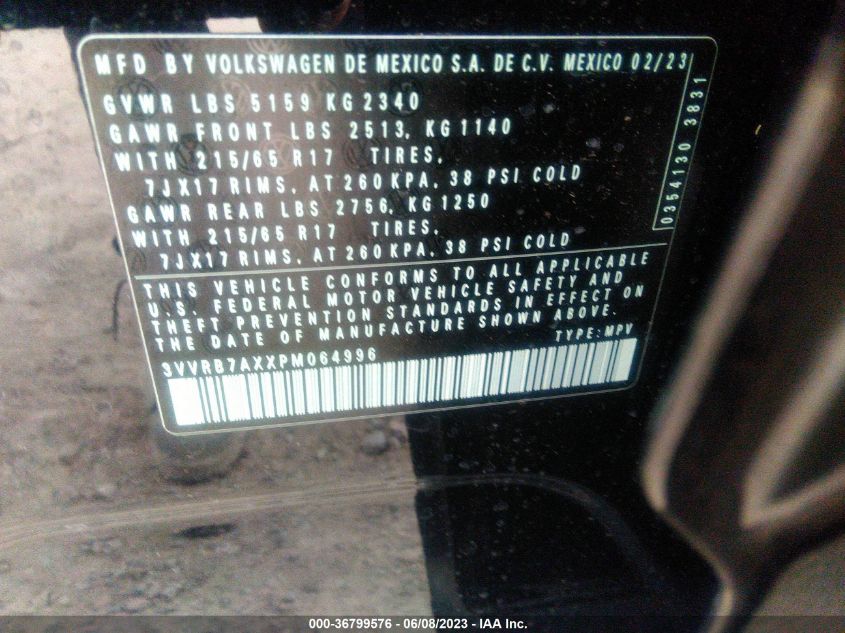 MFD BY VOLKSWAGEN DE MEXICO S.A. DE C.V. MEXICO 02/23
GVWR LBS 5159 KG 2340
GAWR FRONT LBS 2513, KG 1140
WITH 215/65 R17 TIRES,
7JX17 RIMS, AT 260 KPA, 38 PSI COLD
GAWR REAR LBS 2756, KG 1250
WITH 215/65 R17 TIRES,
7JX17 RIMS, AT 260 KPA, 38 PSI COLD
0354130 3831
THIS VEHICLE CONFORMS TO ALL APPLICABLE
U.S. FEDERAL MOTOR VEHICLE SAFETY AND
THEFT PREVENTION STANDARDS IN EFFECT ON
THE DATE OF MANUFACTURE SHOWN ABOVE.
TYPE: MPV
3VVRB7AXXPM064996
000-36799576 - 06/08/2023 - IAA Inc.